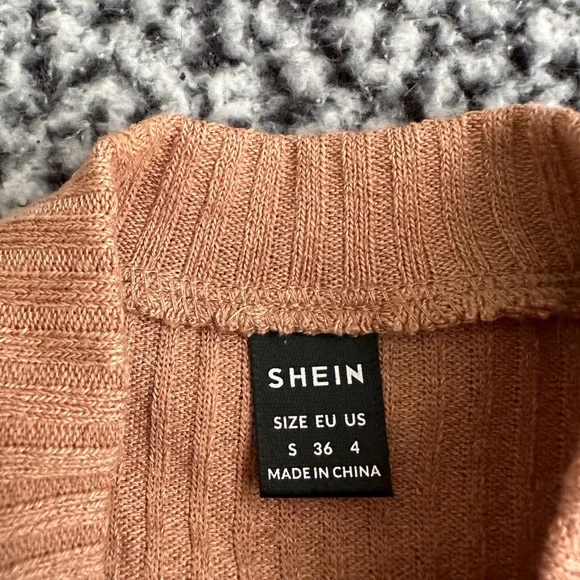 SHEIN
SIZE EU US
S 36 4
MADE IN CHINA